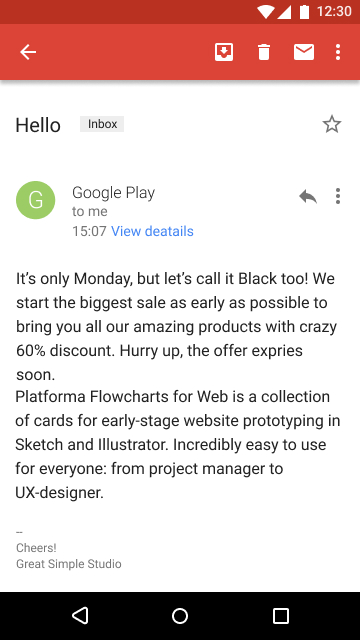 12:30
Hello
Inbox
G
Google Play
to me
15:07 View deatails
It’s only Monday, but let’s call it Black too! We
start the biggest sale as early as possible to
bring you all our amazing products with crazy
60% discount. Hurry up, the offer expries
soon.
Platforma Flowcharts for Web is a collection
of cards for early-stage website prototyping in
Sketch and Illustrator. Incredibly easy to use
for everyone: from project manager to
UX-designer.
--
Cheers!
Great Simple Studio